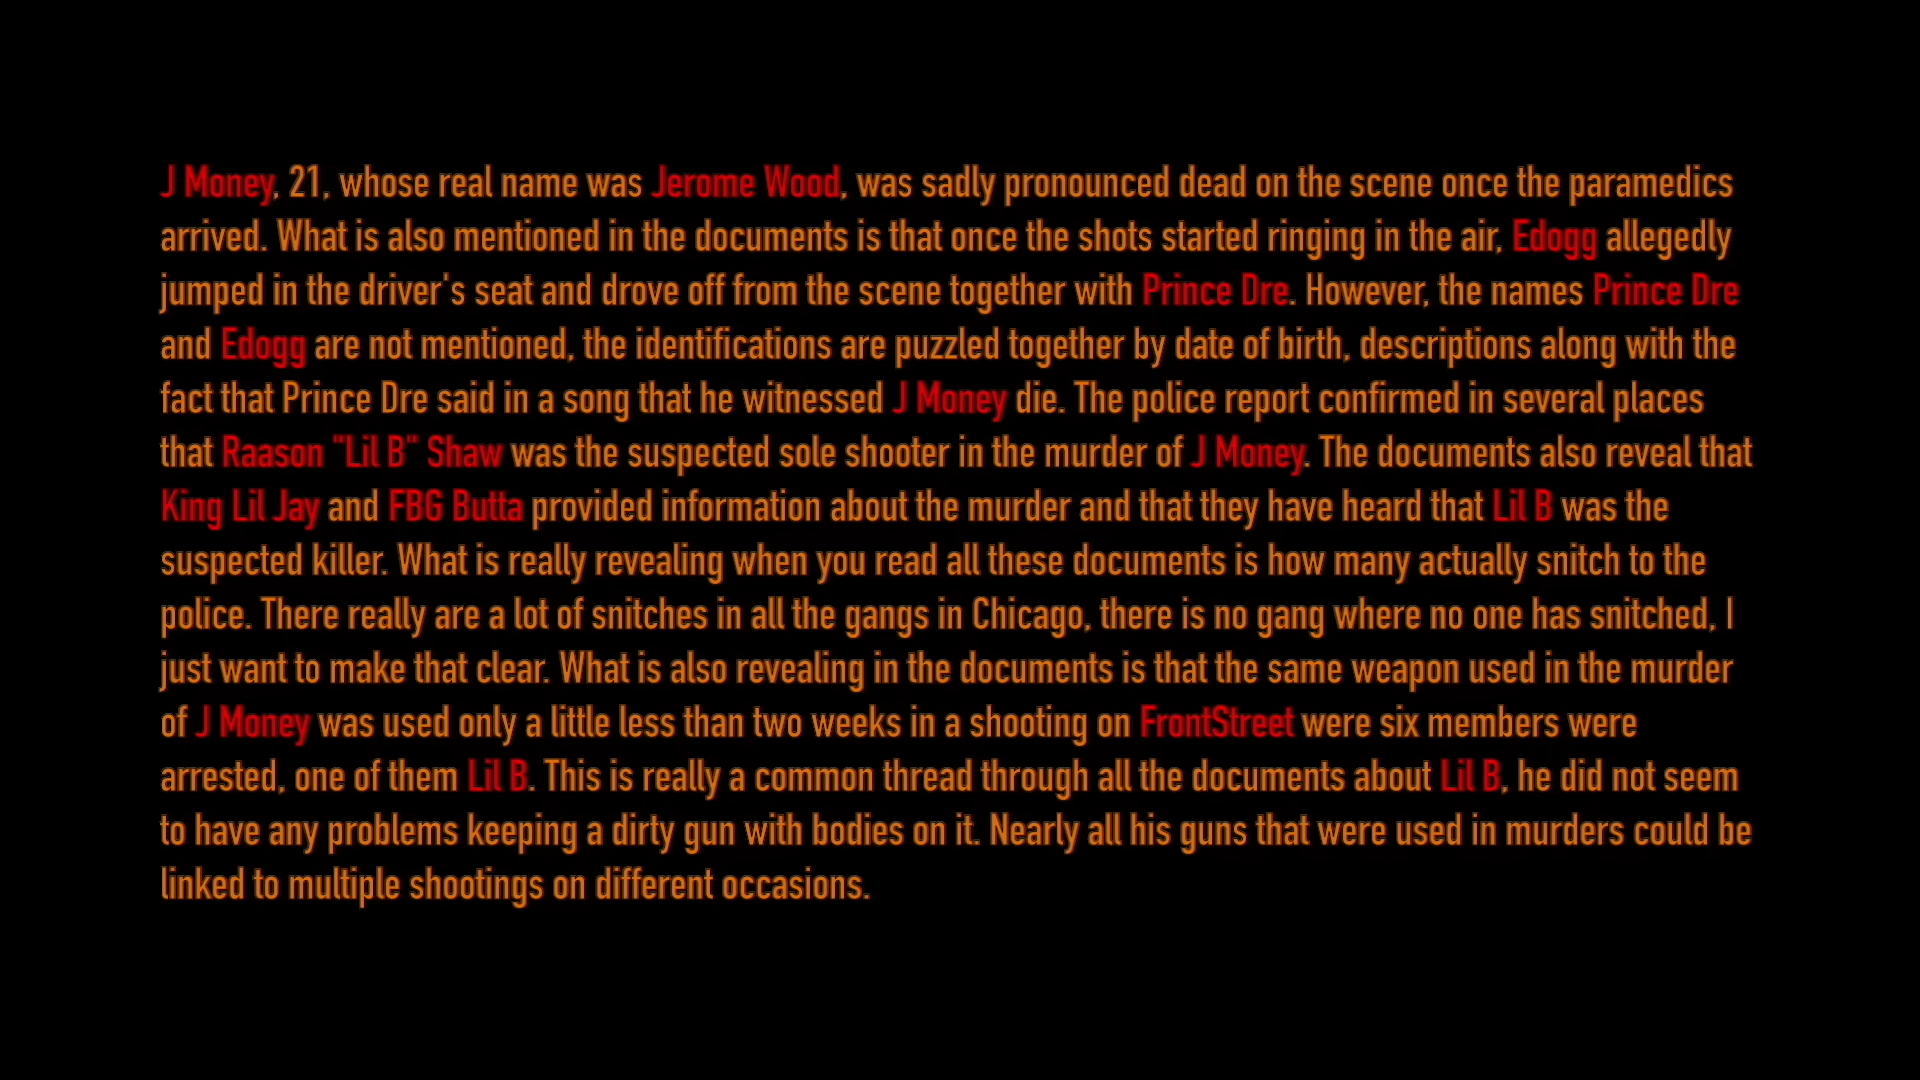 J Money, 21, whose real name was Jerome Wood, was sadly pronounced dead on the scene once the paramedics
arrived. What is also mentioned in the documents is that once the shots started ringing in the air, Edogg allegedly
jumped in the driver's seat and drove off from the scene together with Prince Dre. However, the names Prince Dre
and Edogg are not mentioned, the identifications are puzzled together by date of birth, descriptions along with the
fact that Prince Dre said in a song that he witnessed J Money die. The police report confirmed in several places
that Raason "Lil B" Shaw was the suspected sole shooter in the murder of J Money. The documents also reveal that
King Lil Jay and FBG Butta provided information about the murder and that they have heard that Lil B was the
suspected killer. What is really revealing when you read all these documents is how many actually snitch to the
police. There really are a lot of snitches in all the gangs in Chicago, there is no gang where no one has snitched, I
just want to make that clear. What is also revealing in the documents is that the same weapon used in the murder
of J Money was used only a little less than two weeks in a shooting on FrontStreet were six members were
arrested, one of them Lil B. This is really a common thread through all the documents about Lil B, he did not seem
to have any problems keeping a dirty gun with bodies on it. Nearly all his guns that were used in murders could be
linked to multiple shootings on different occasions.